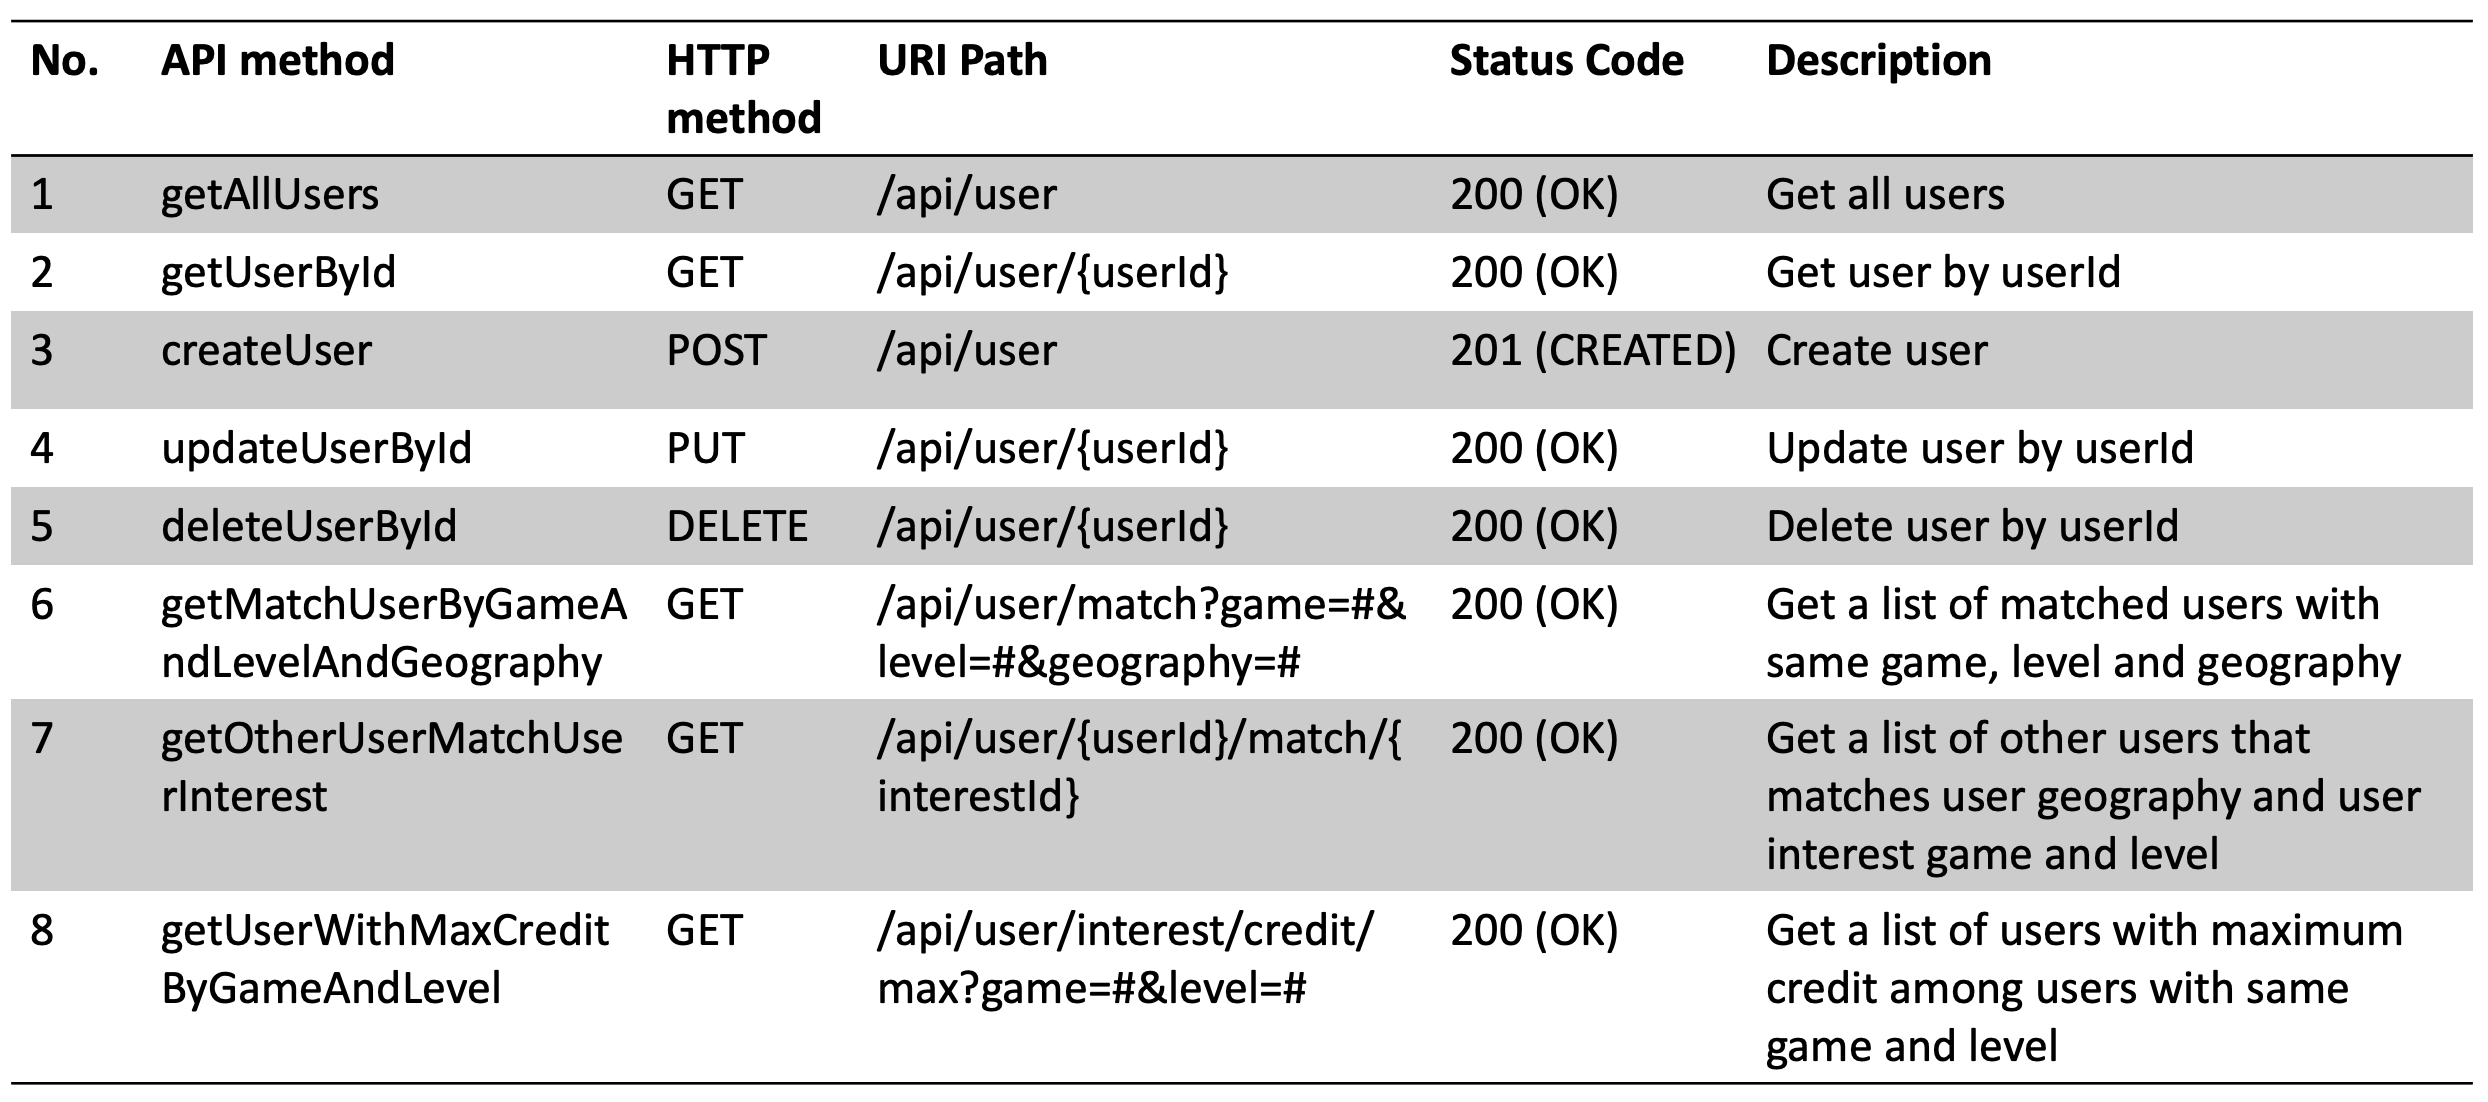 No. API method HTTP method URI Path Status Code Description
1 getAllUsers GET /api/user 200 (OK) Get all users
2 getUserById GET /api/user/{userId} 200 (OK) Get user by userId
3 createUser POST /api/user 201 (CREATED) Create user
4 updateUserById PUT /api/user/{userId} 200 (OK) Update user by userId
5 deleteUserById DELETE /api/user/{userId} 200 (OK) Delete user by userId
6 getMatchUserByGameA GET /api/user/match?game=#& 200 (OK) Get a list of matched users with
ndLevelAndGeography level=#&geography=# same game, level and geography
7 getOtherUserMatchUse GET /api/user/{userId}/match/{ 200 (OK) Get a list of other users that
rInterest interestId} matches user geography and user
interest game and level
8 getUserWithMaxCredit GET /api/user/interest/credit/ 200 (OK) Get a list of users with maximum
ByGameAndLevel max?game=#&level=# credit among users with same
game and level